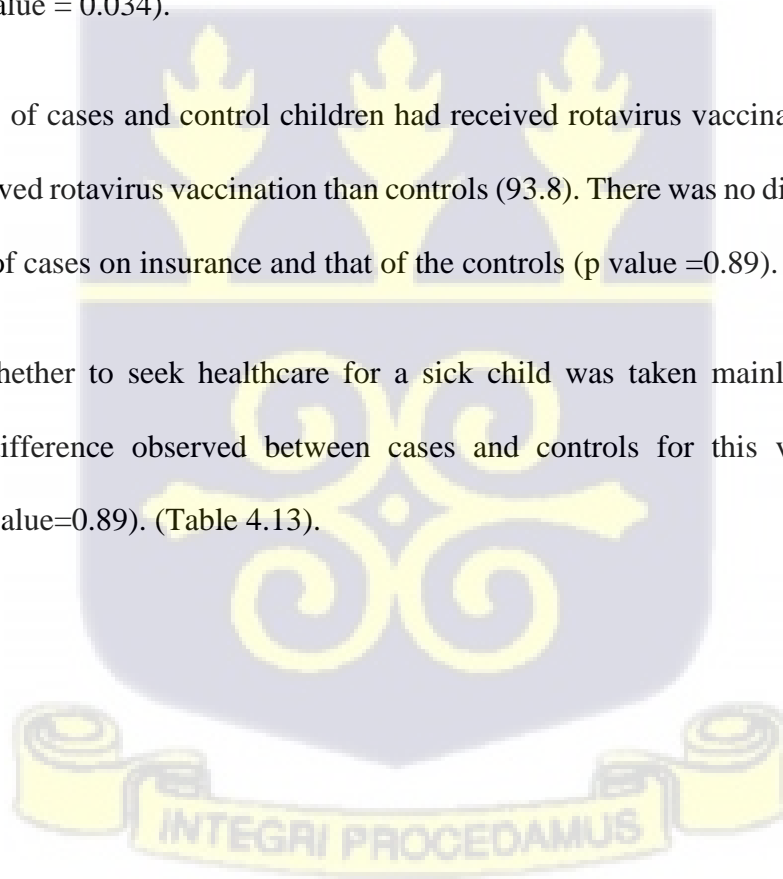 value = 0.034).
of cases and control children had received rotavirus vaccina
ved rotavirus vaccination than controls (93.8). There was no di
of cases on insurance and that of the controls (p value =0.89).
hether to seek healthcare for a sick child was taken mainl
ifference observed between cases and controls for this v
alue=0.89). (Table 4.13).
INTEGRI PROCEDAMUS